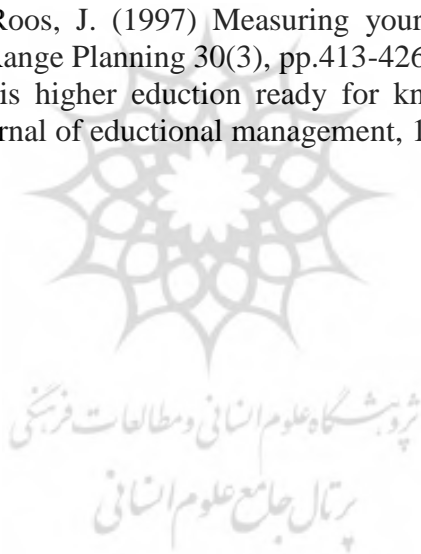 Roos, J. (1997) Measuring your
Range Planning 30(3), pp.413-426
is higher eduction ready for kn
rnal of eductional management, 1
پژوهشگاه علوم انسانی و مطالعات فرهنگی
پرتال جامع علوم انسانی